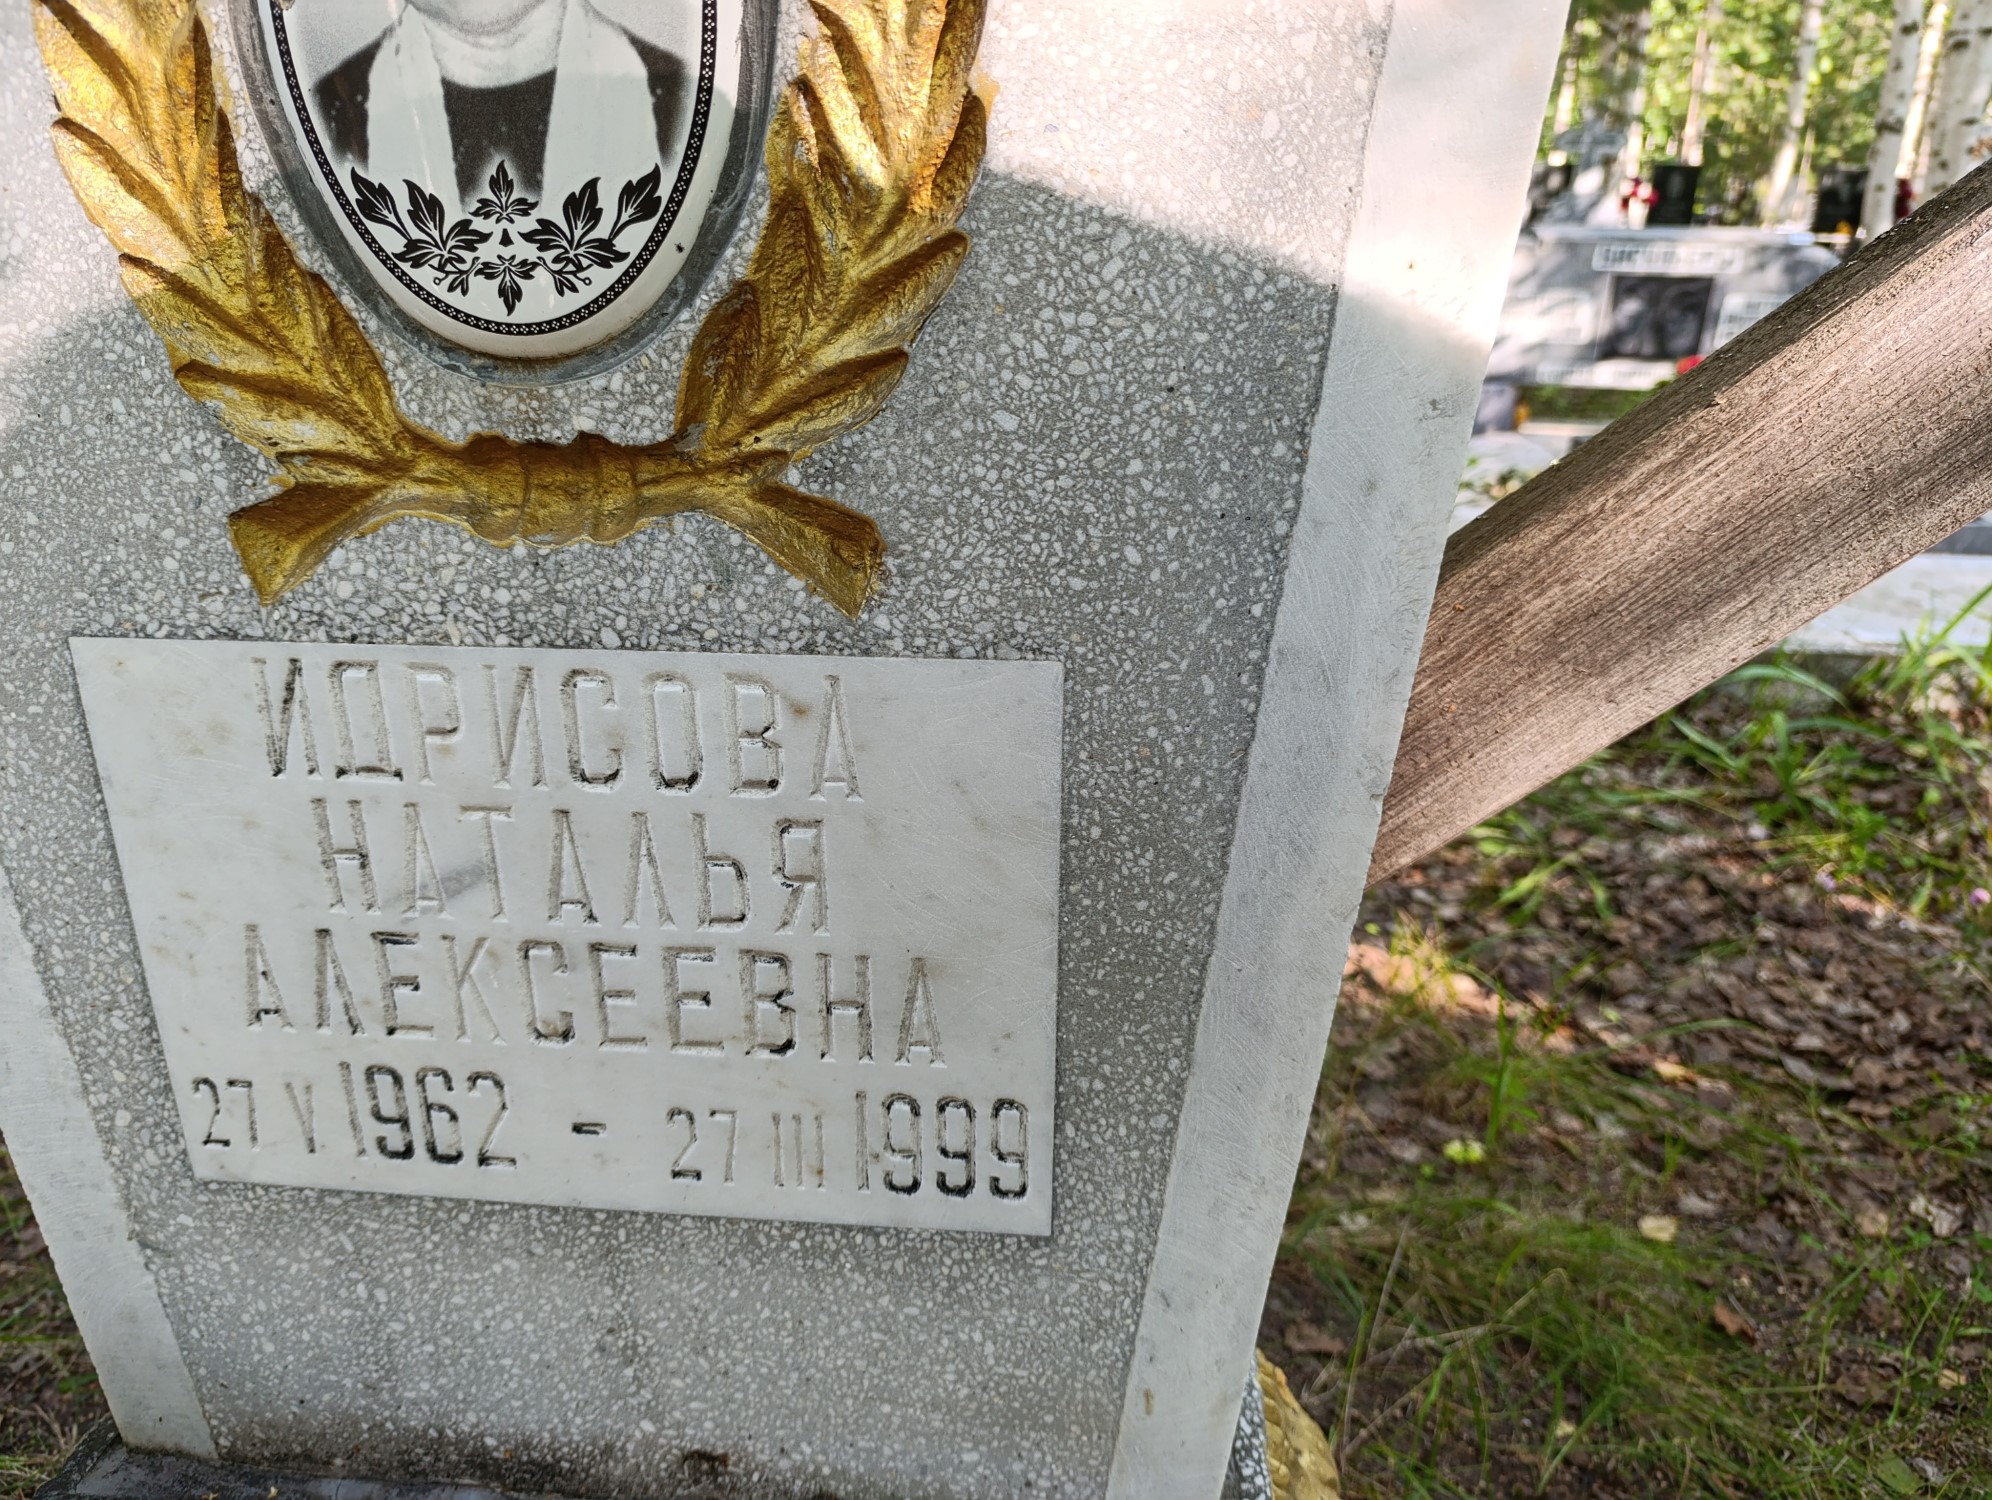 ИДРИСОВА
НАТАЛЬЯ
АЛЕКСЕЕВНА
27 V 1962 - 27 III 1999